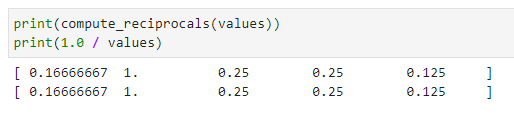 print(compute_reciprocals(values))
print(1.0 / values)
[ 0.16666667  1.          0.25        0.25        0.125     ]
[ 0.16666667  1.          0.25        0.25        0.125     ]